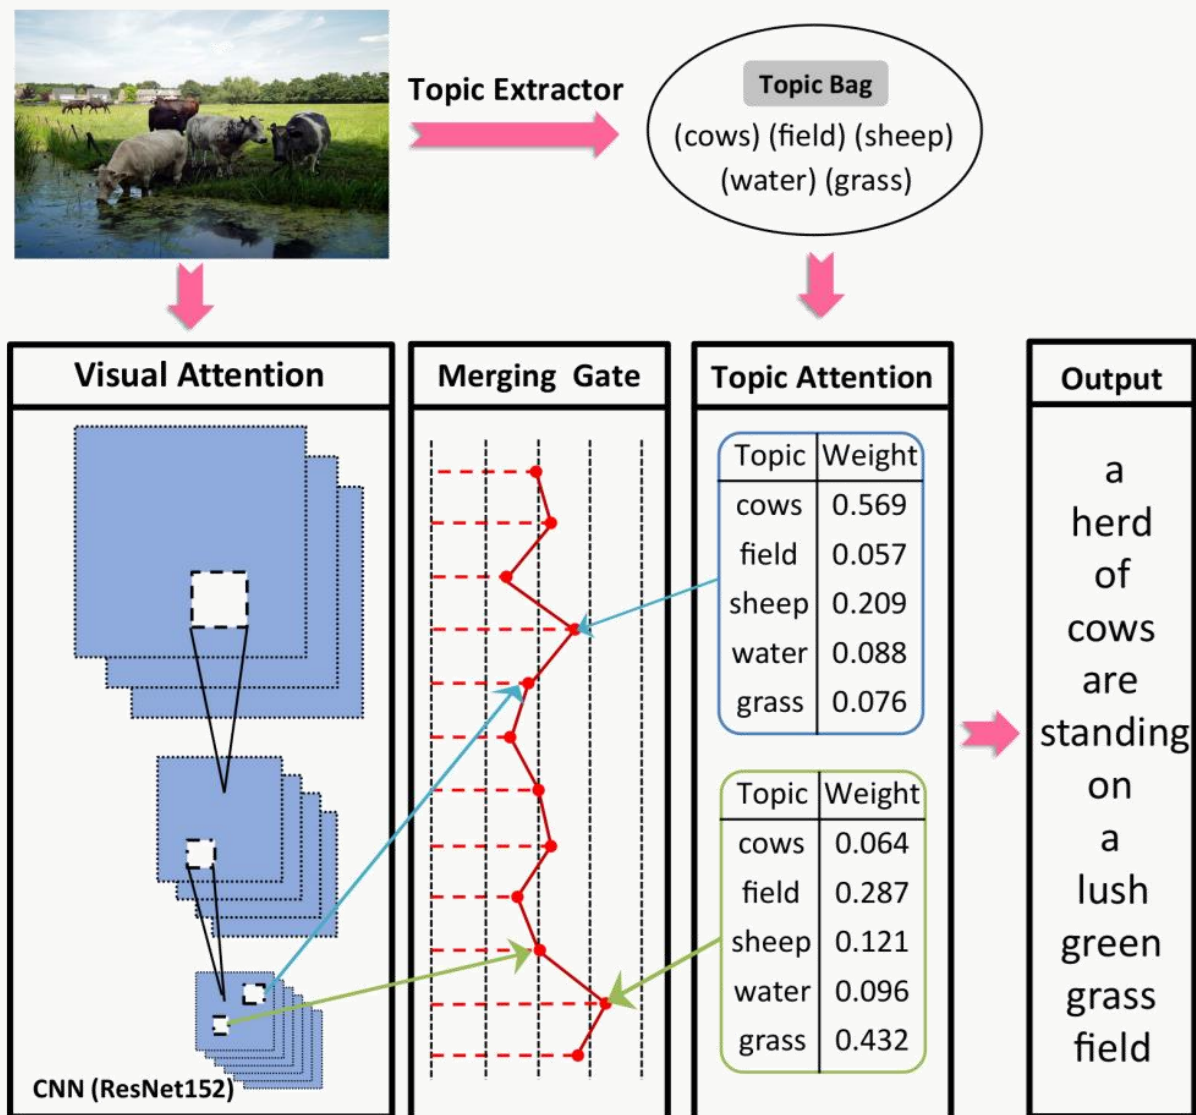 Topic Extractor
Topic Bag
(cows) (field) (sheep)
(water) (grass)
Visual Attention
CNN (ResNet152)
Merging Gate
Topic Attention
Topic Weight
cows 0.569
field 0.057
sheep 0.209
water 0.088
grass 0.076
Topic Weight
cows 0.064
field 0.287
sheep 0.121
water 0.096
grass 0.432
Output
a
herd
of
cows
are
standing
on
a
lush
green
grass
field